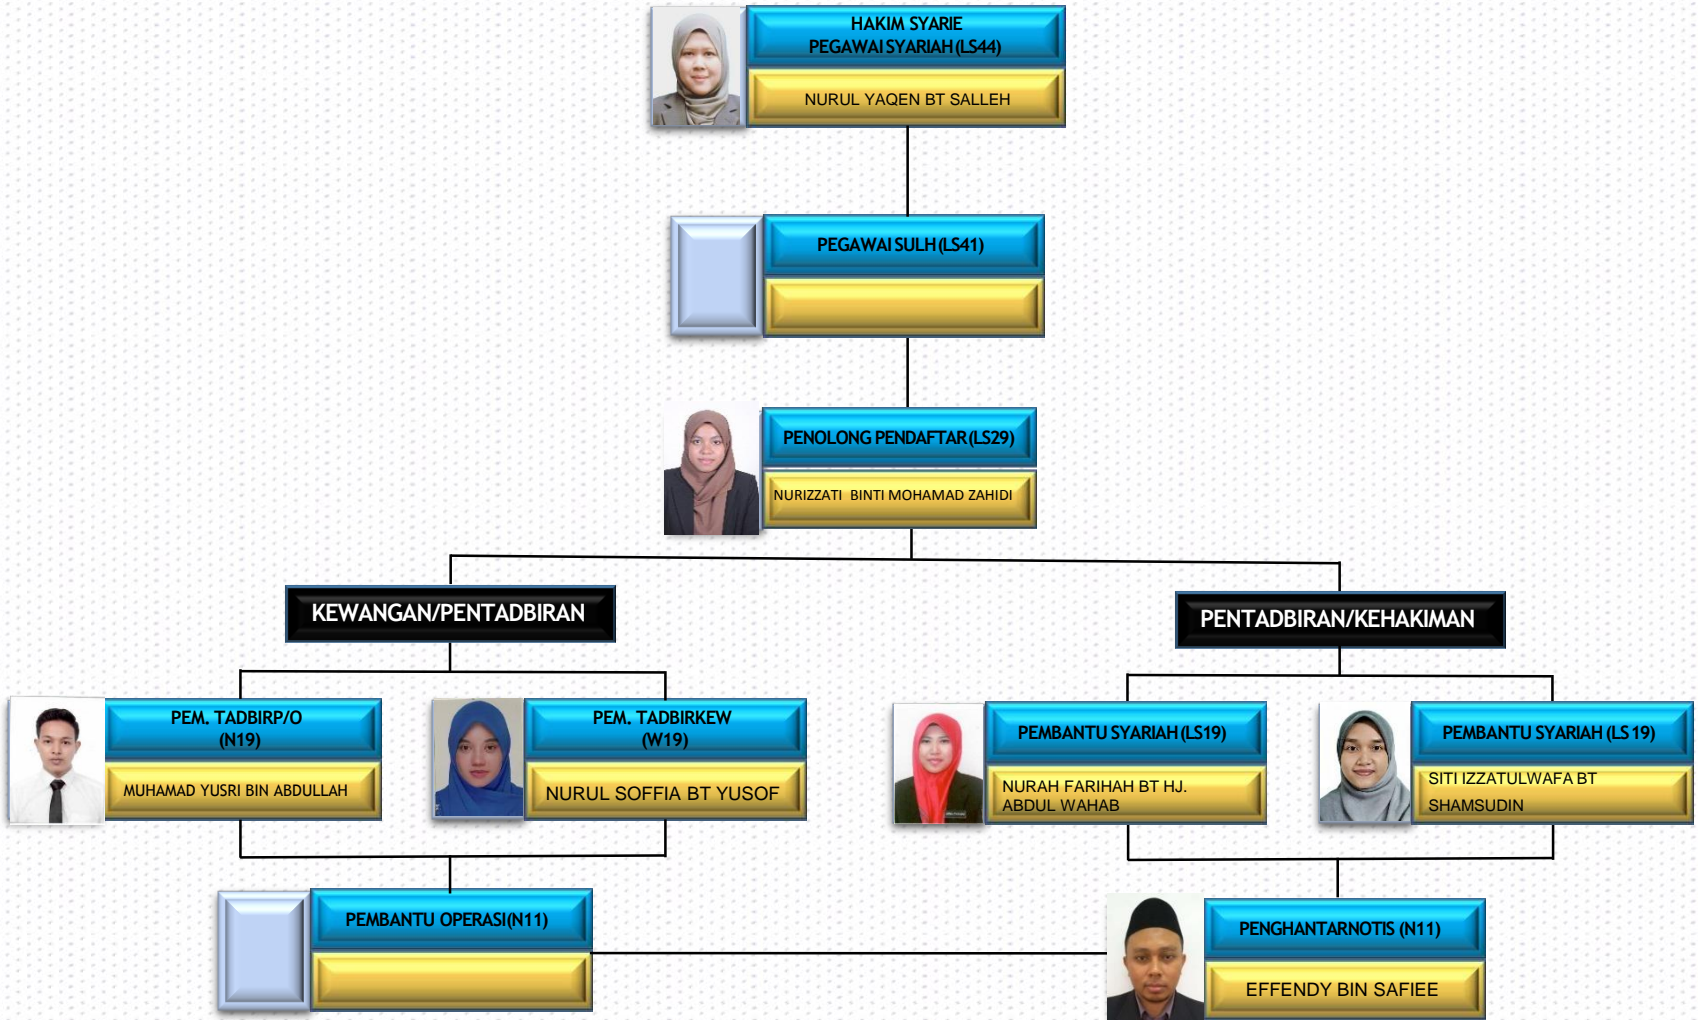 HAKIM SYARIE
PEGAWAI SYARIAH (LS44)
NURUL YAQEN BT SALLEH
PEGAWAI SULH (LS41)
PENOLONG PENDAFTAR (LS29)
NURIZZATI BINTI MOHAMAD ZAHIDI
KEWANGAN/PENTADBIRAN
PENTADBIRAN/KEHAKIMAN
PEM. TADBIRP/O
(N19)
MUHAMAD YUSRI BIN ABDULLAH
PEM. TADBIRKEW
(W19)
NURUL SOFFIA BT YUSOF
PEMBANTU SYARIAH (LS19)
NURAH FARIHAH BT HJ.
ABDUL WAHAB
PEMBANTU SYARIAH (LS 19)
SITI IZZATULWAFA BT
SHAMSUDIN
PEMBANTU OPERASI(N11)
PENGHANTARNOTIS (N11)
EFFENDY BIN SAFIEE